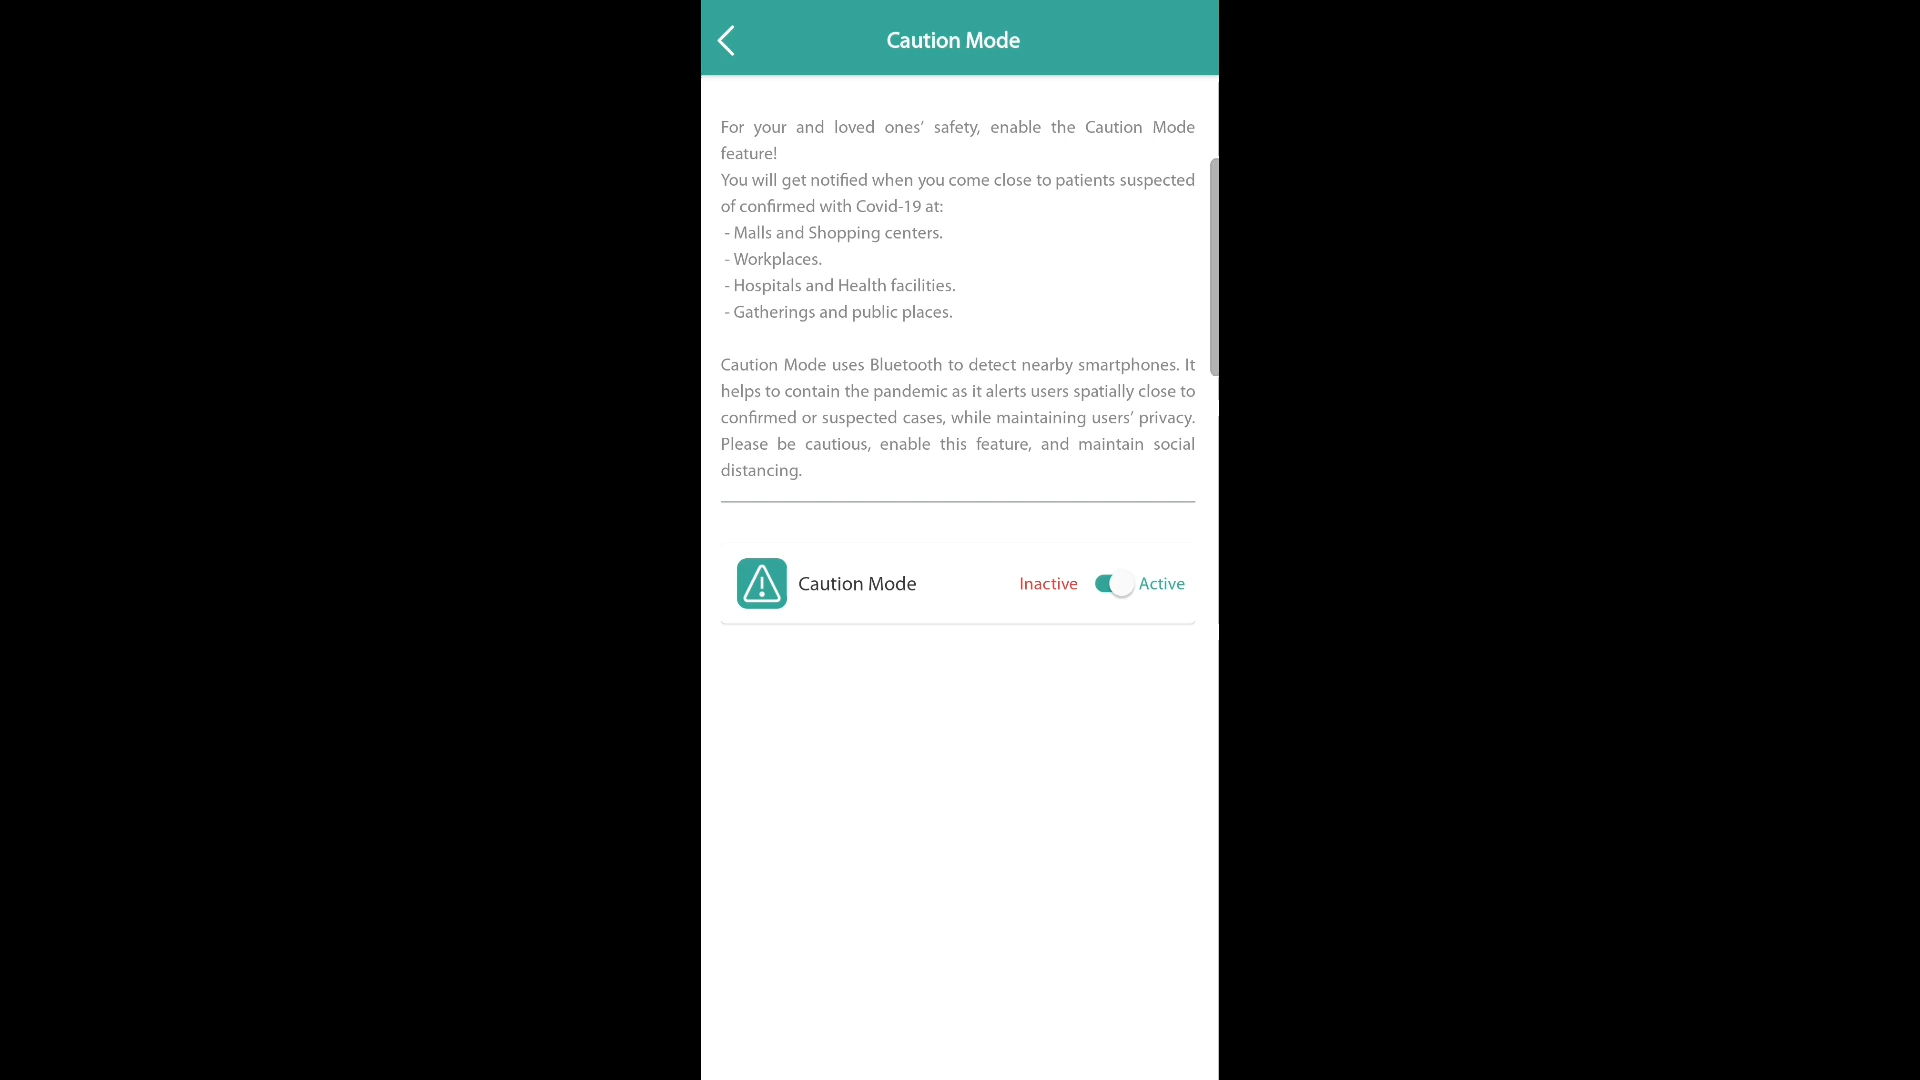 Caution Mode
For your and loved ones’ safety, enable the Caution Mode
feature!
You will get notified when you come close to patients suspected
of confirmed with Covid-19 at:
- Malls and Shopping centers.
- Workplaces.
- Hospitals and Health facilities.
- Gatherings and public places.
Caution Mode uses Bluetooth to detect nearby smartphones. It
helps to contain the pandemic as it alerts users spatially close to
confirmed or suspected cases, while maintaining users’ privacy.
Please be cautious, enable this feature, and maintain social
distancing.
Caution Mode Inactive Active